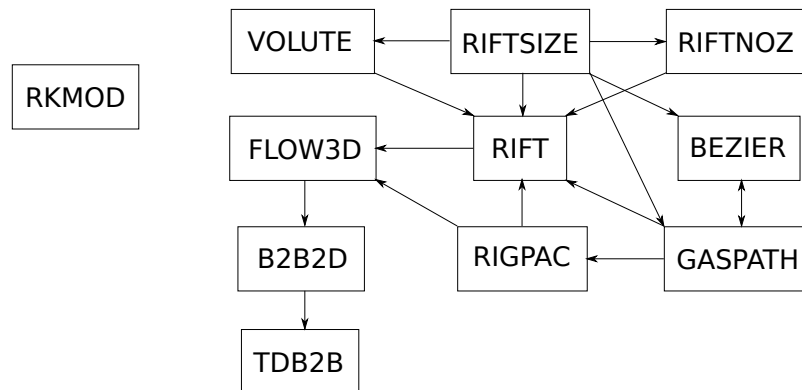 VOLUTE
RIFTSIZE
RIFTNOZ
RKMOD
FLOW3D
RIFT
BEZIER
B2B2D
RIGPAC
GASPATH
TDB2B